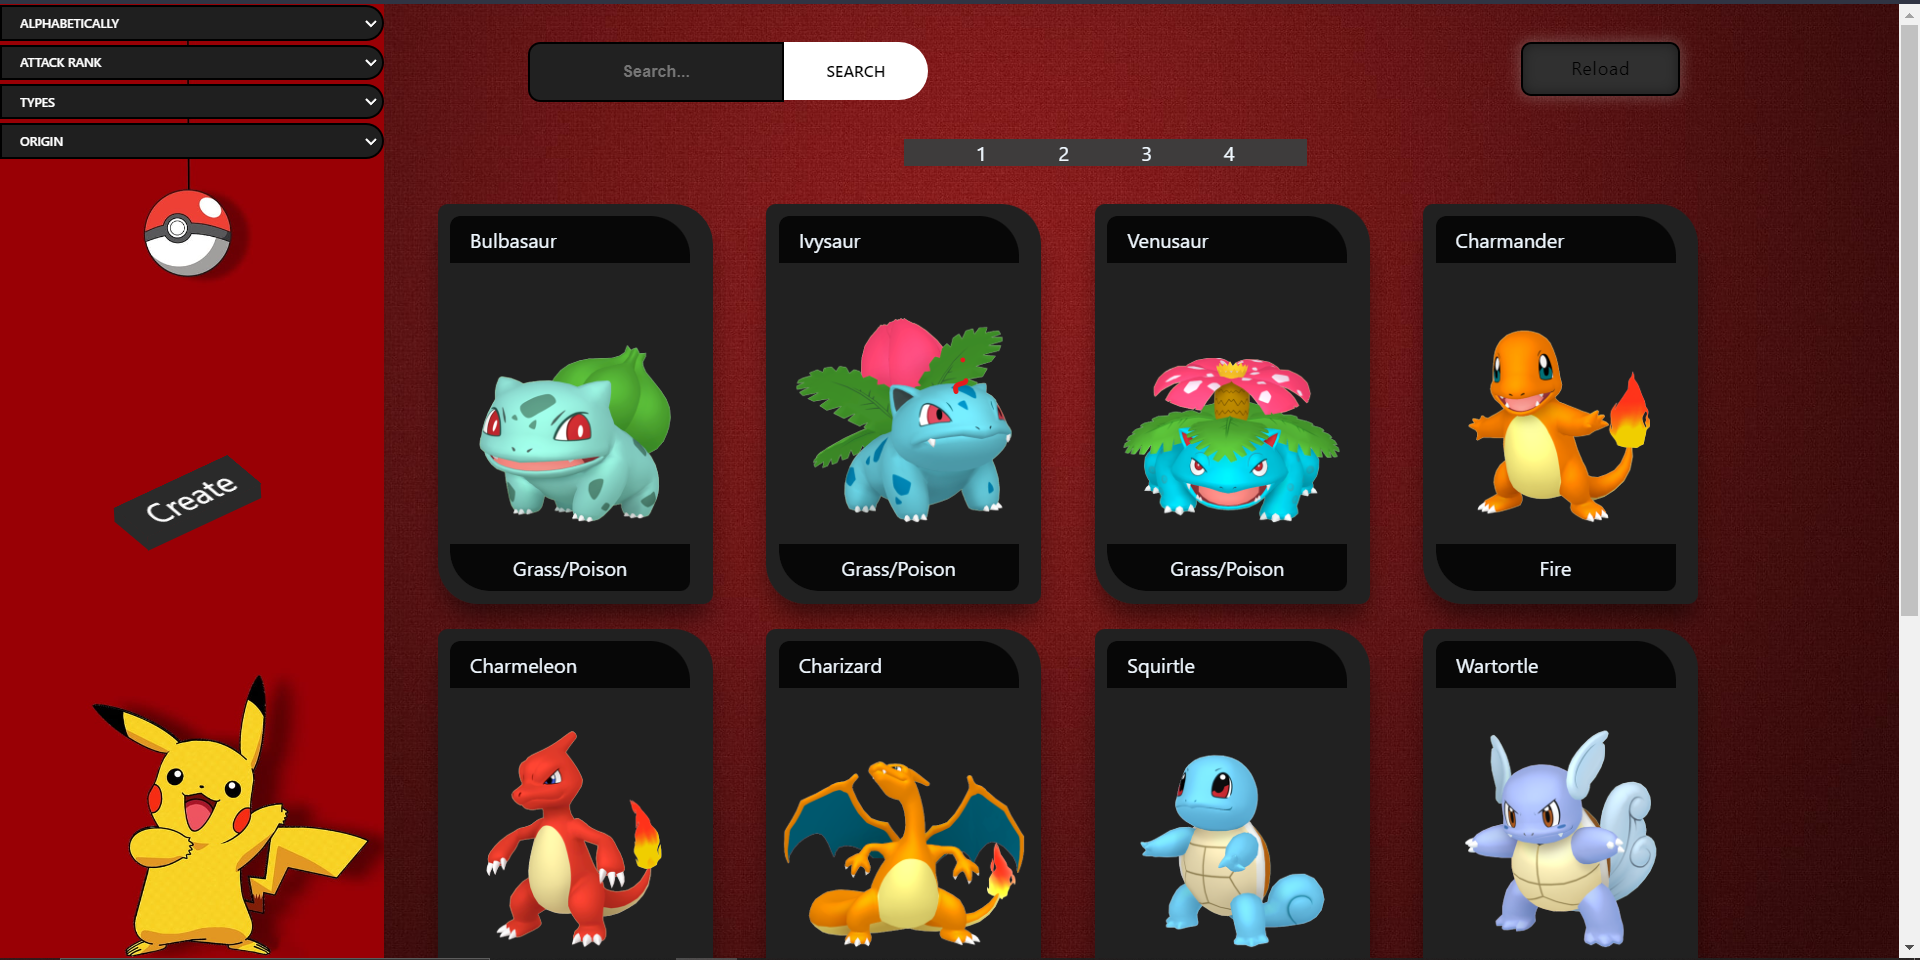 ALPHABETICALLY
ATTACK RANK
TYPES
ORIGIN
Create
Search...
SEARCH
Reload
1 2 3 4
Bulbasaur
Ivysaur
Venusaur
Charmander
Grass/Poison
Grass/Poison
Grass/Poison
Fire
Charmeleon
Charizard
Squirtle
Wartortle